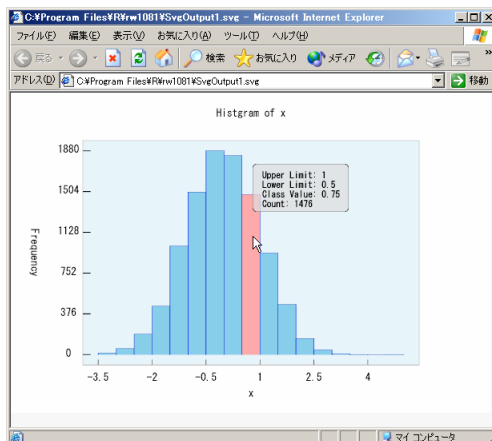 C:¥Program Files¥R¥rw1081¥SvgOutput1.svg - Microsoft Internet Explorer
ファイル(F) 編集(E) 表示(V) お気に入り(A) ツール(T) ヘルプ(H)
戻る 検索 お気に入り メディア
アドレス(D) C:¥Program Files¥R¥rw1081¥SvgOutput1.svg 移動
Histgram of x
1880
1504
1128
752
376
0
Frequency
Upper Limit: 1
Lower Limit: 0.5
Class Value: 0.75
Count: 1476
-3.5 -2 -0.5 1 2.5 4
x
マイ コンピュータ